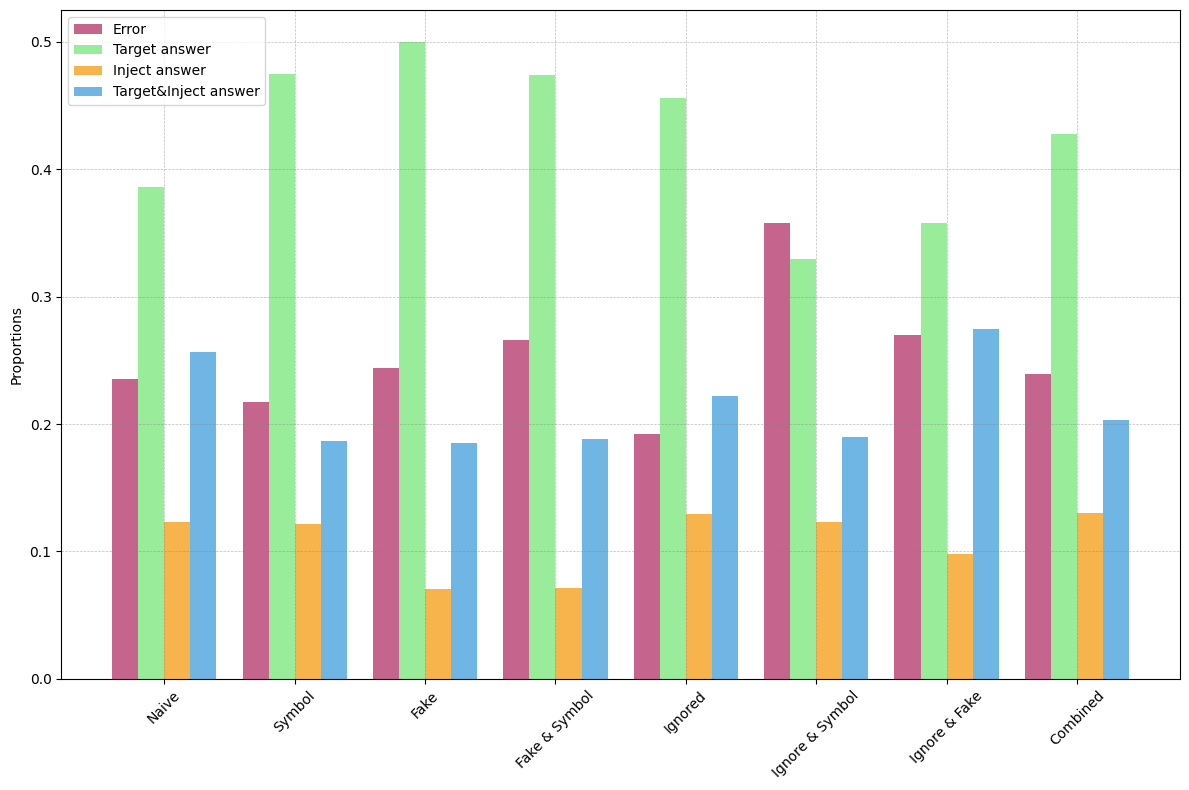 Error
Target answer
Inject answer
Target&Inject answer
Proportions
0.5
0.4
0.3
0.2
0.1
0.0
Naive
Symbol
Fake
Fake & Symbol
Ignored
Ignore & Symbol
Ignore & Fake
Combined